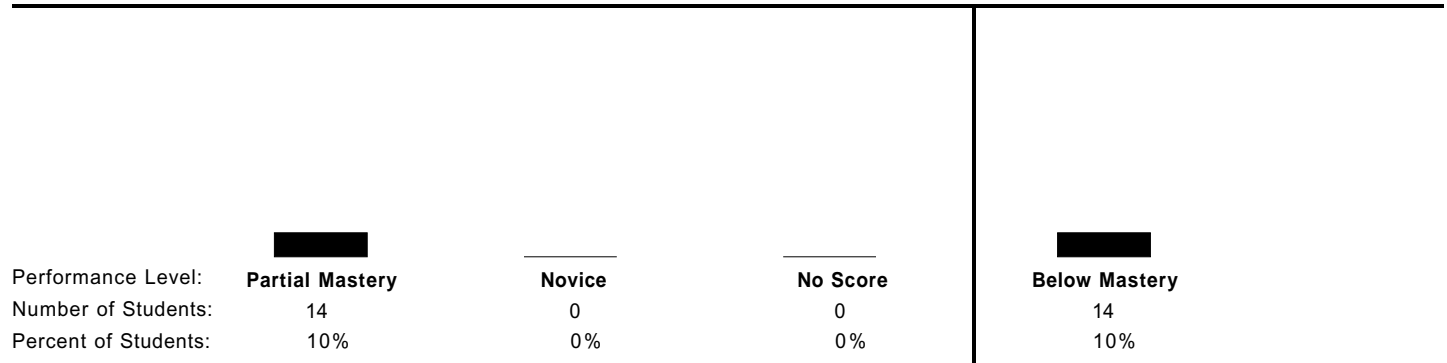 Performance Level: Partial Mastery Novice No Score Below Mastery
Number of Students: 14 0 0 14
Percent of Students: 10% 0% 0% 10%